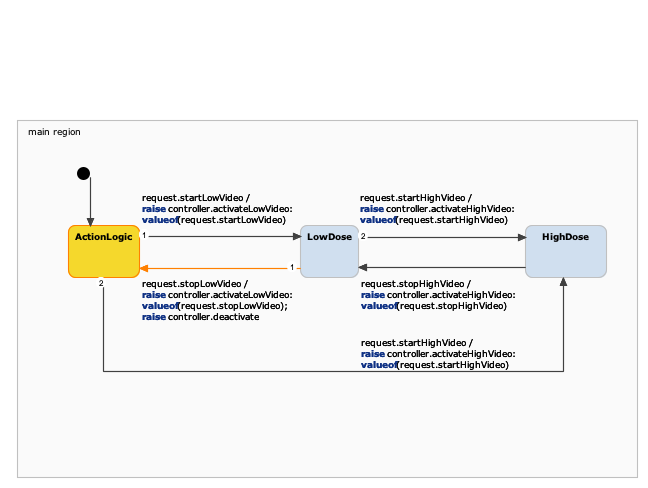 main region
request.startLowVideo /
raise controller.activateLowVideo:
valueof(request.startLowVideo)
request.startHighVideo /
raise controller.activateHighVideo:
valueof(request.startHighVideo)
ActionLogic
1
LowDose
2
HighDose
1
request.stopLowVideo /
raise controller.activateLowVideo:
valueof(request.stopLowVideo);
raise controller.deactivate
request.stopHighVideo /
raise controller.activateHighVideo:
valueof(request.stopHighVideo)
2
request.startHighVideo /
raise controller.activateHighVideo:
valueof(request.startHighVideo)